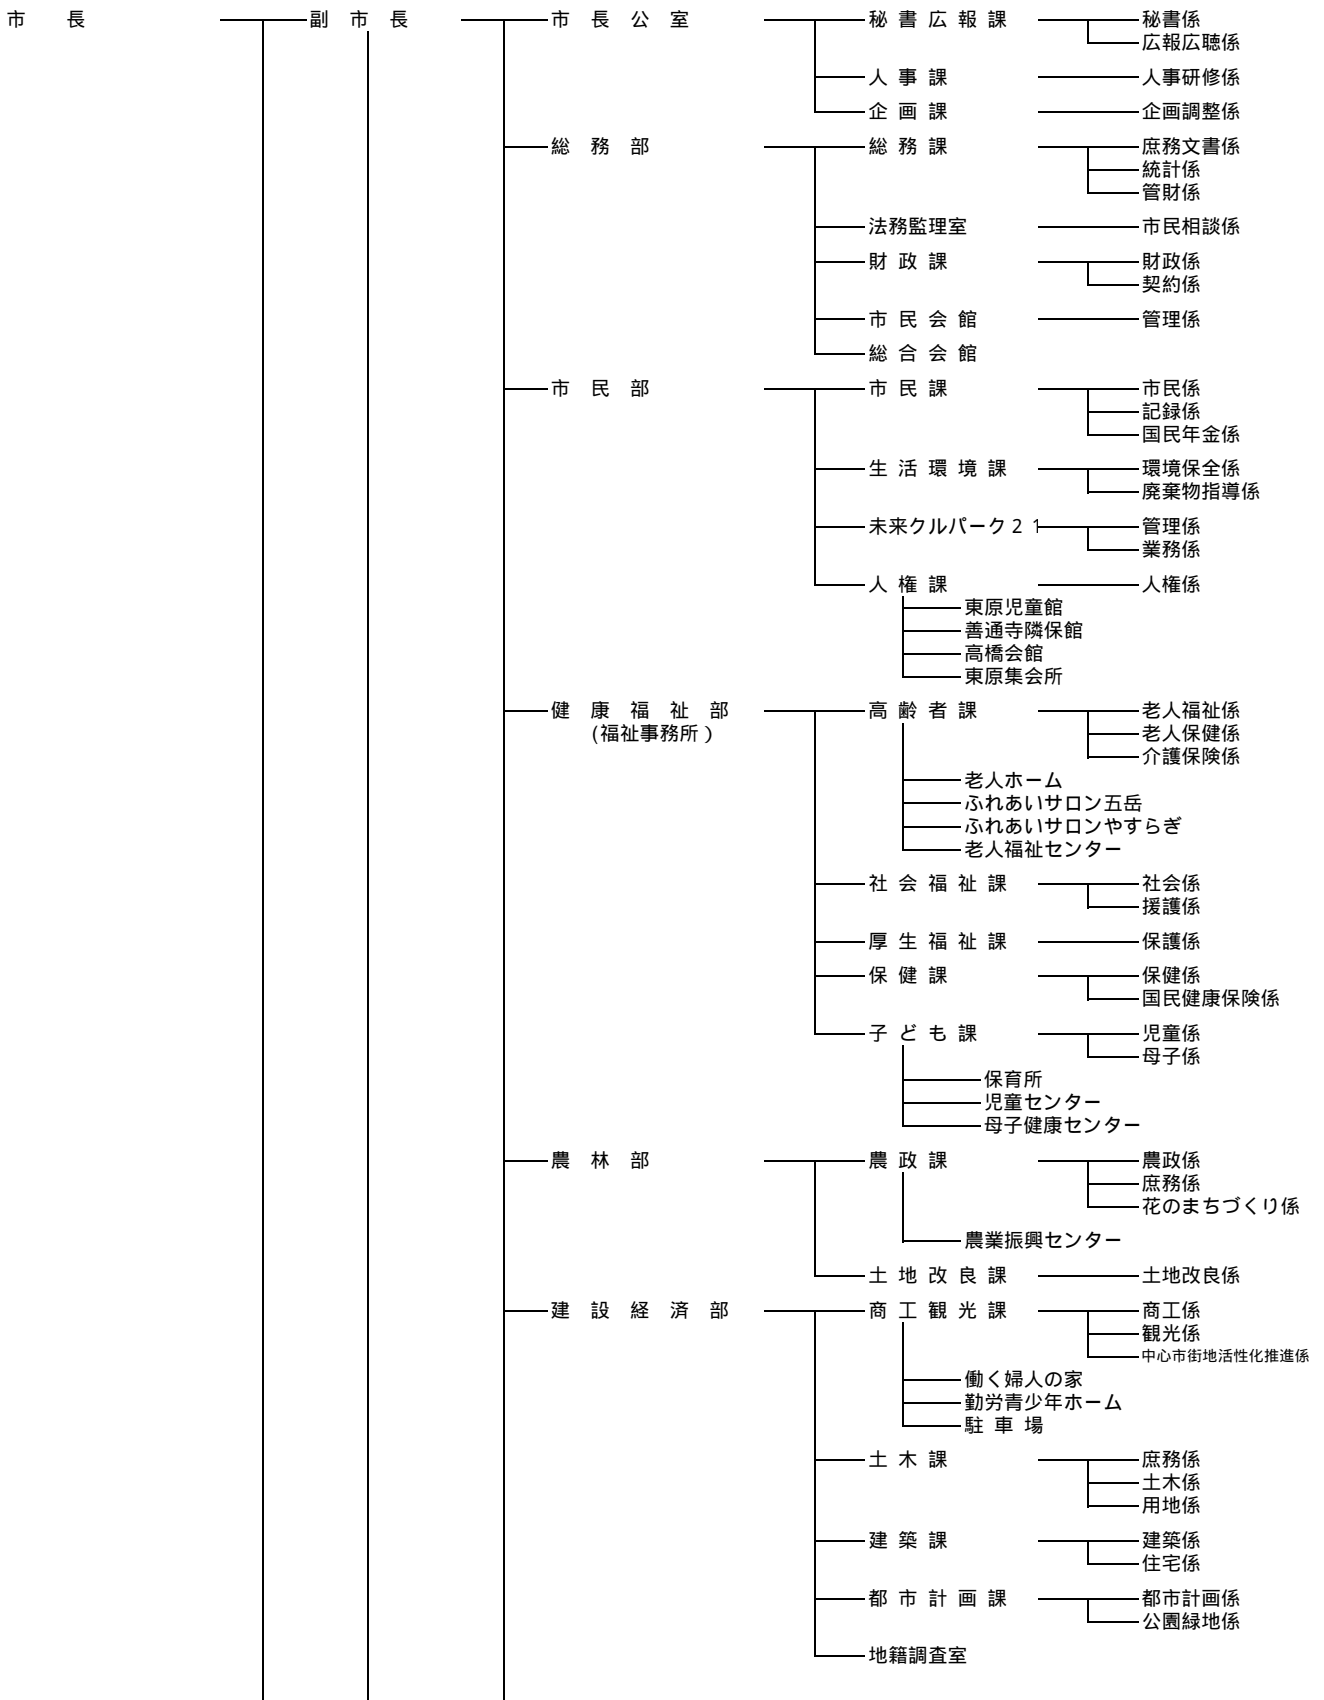 市　長　副　市　長　市　長　公　室　秘 書 広 報 課　秘書係
広報広聴係
人 事 課　人事研修係
企 画 課　企画調整係
総　務　部　総 務 課　庶務文書係
統計係
管財係
法務監理室　市民相談係
財 政 課　財政係
契約係
市 民 会 館　管理係
総 合 会 館
市　民　部　市 民 課　市民係
記録係
国民年金係
生 活 環 境 課　環境保全係
廃棄物指導係
未来クルパーク２１　管理係
業務係
人 権 課　人権係
東原児童館
善通寺隣保館
高橋会館
東原集会所
健　康　福　祉　部　高 齢 者 課　老人福祉係
(福祉事務所）　老人保健係
介護保険係
老人ホーム
ふれあいサロン五岳
ふれあいサロンやすらぎ
老人福祉センター
社 会 福 祉 課　社会係
援護係
厚 生 福 祉 課　保護係
保 健 課　保健係
国民健康保険係
子 ど も 課　児童係
母子係
保育所
児童センター
母子健康センター
農　林　部　農 政 課　農政係
庶務係
花のまちづくり係
農業振興センター
土 地 改 良 課　土地改良係
建　設　経　済　部　商 工 観 光 課　商工係
観光係
中心市街地活性化推進係
働く婦人の家
勤労青少年ホーム
駐 車 場
土 木 課　庶務係
土木係
用地係
建 築 課　建築係
住宅係
都 市 計 画 課　都市計画係
公園緑地係
地籍調査室